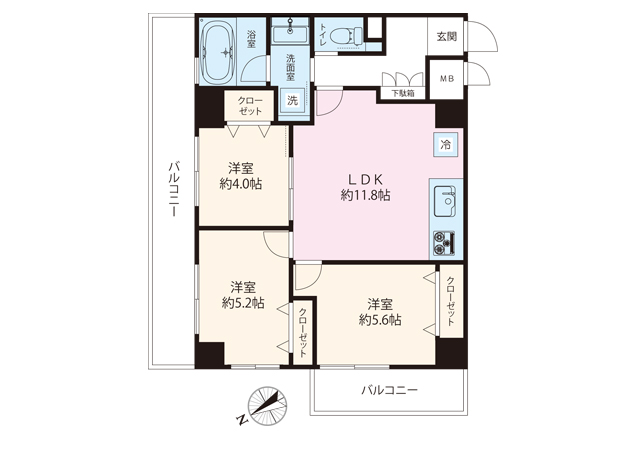 浴室
洗面室
洗
トイレ
玄関
MB
下駄箱
クローゼット
冷
洋室
約4.0帖
LDK
約11.8帖
バルコニー
洋室
約5.2帖
クローゼット
洋室
約5.6帖
クローゼット
バルコニー
N